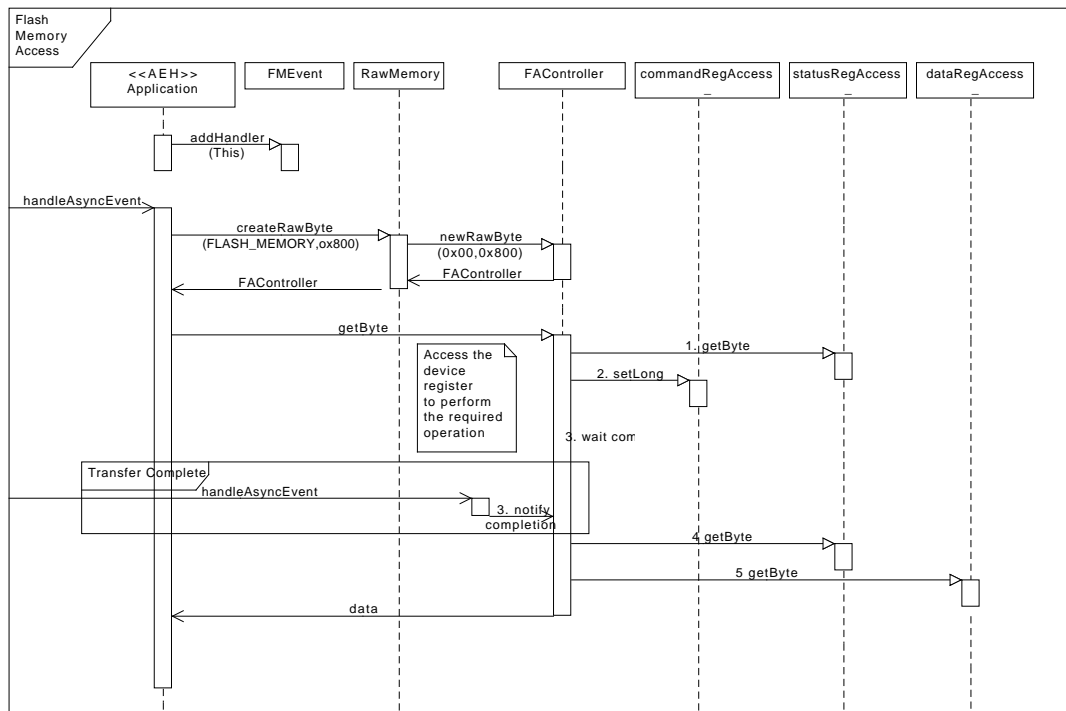 Flash
Memory
Access
<<AEH>>
Application
FMEvent
RawMemory
FAController
commandRegAccess
_
statusRegAccess
_
dataRegAccess
_
addHandler
(This)
handleAsyncEvent
createRawByte
(FLASH_MEMORY,ox800)
newRawByte
(0x00,0x800)
FAController
FAController
getByte
Access the
device
register
to perform
the required
operation
1. getByte
2. setLong
3. wait com
Transfer Complete
handleAsyncEvent
3. notify
completion
4 getByte
5 getByte
data